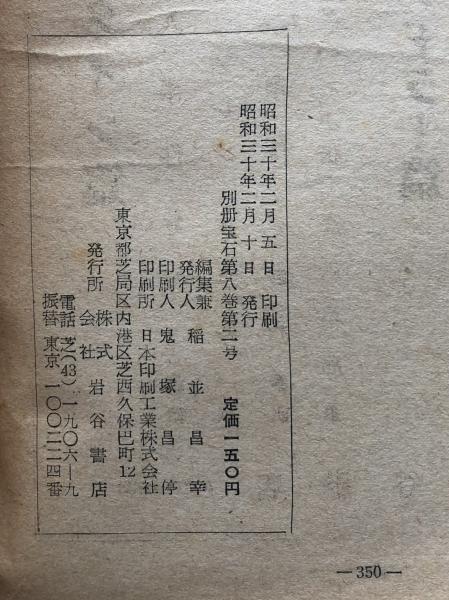 昭和三十年二月 五 日 印刷
昭和三十年二月 十 日 発行
別冊宝石第八巻第二号 定価一五〇円
編集兼
発行人 稲並昌幸
印刷人 鬼塚昌停
印刷所 日本印刷工業株式会社
東京都芝局区内港区芝西久保巴町12
発行所 株式会社 岩谷書店
電話 芝(43) 一九〇六―九
振替 東京 一〇〇二二四番
—350—